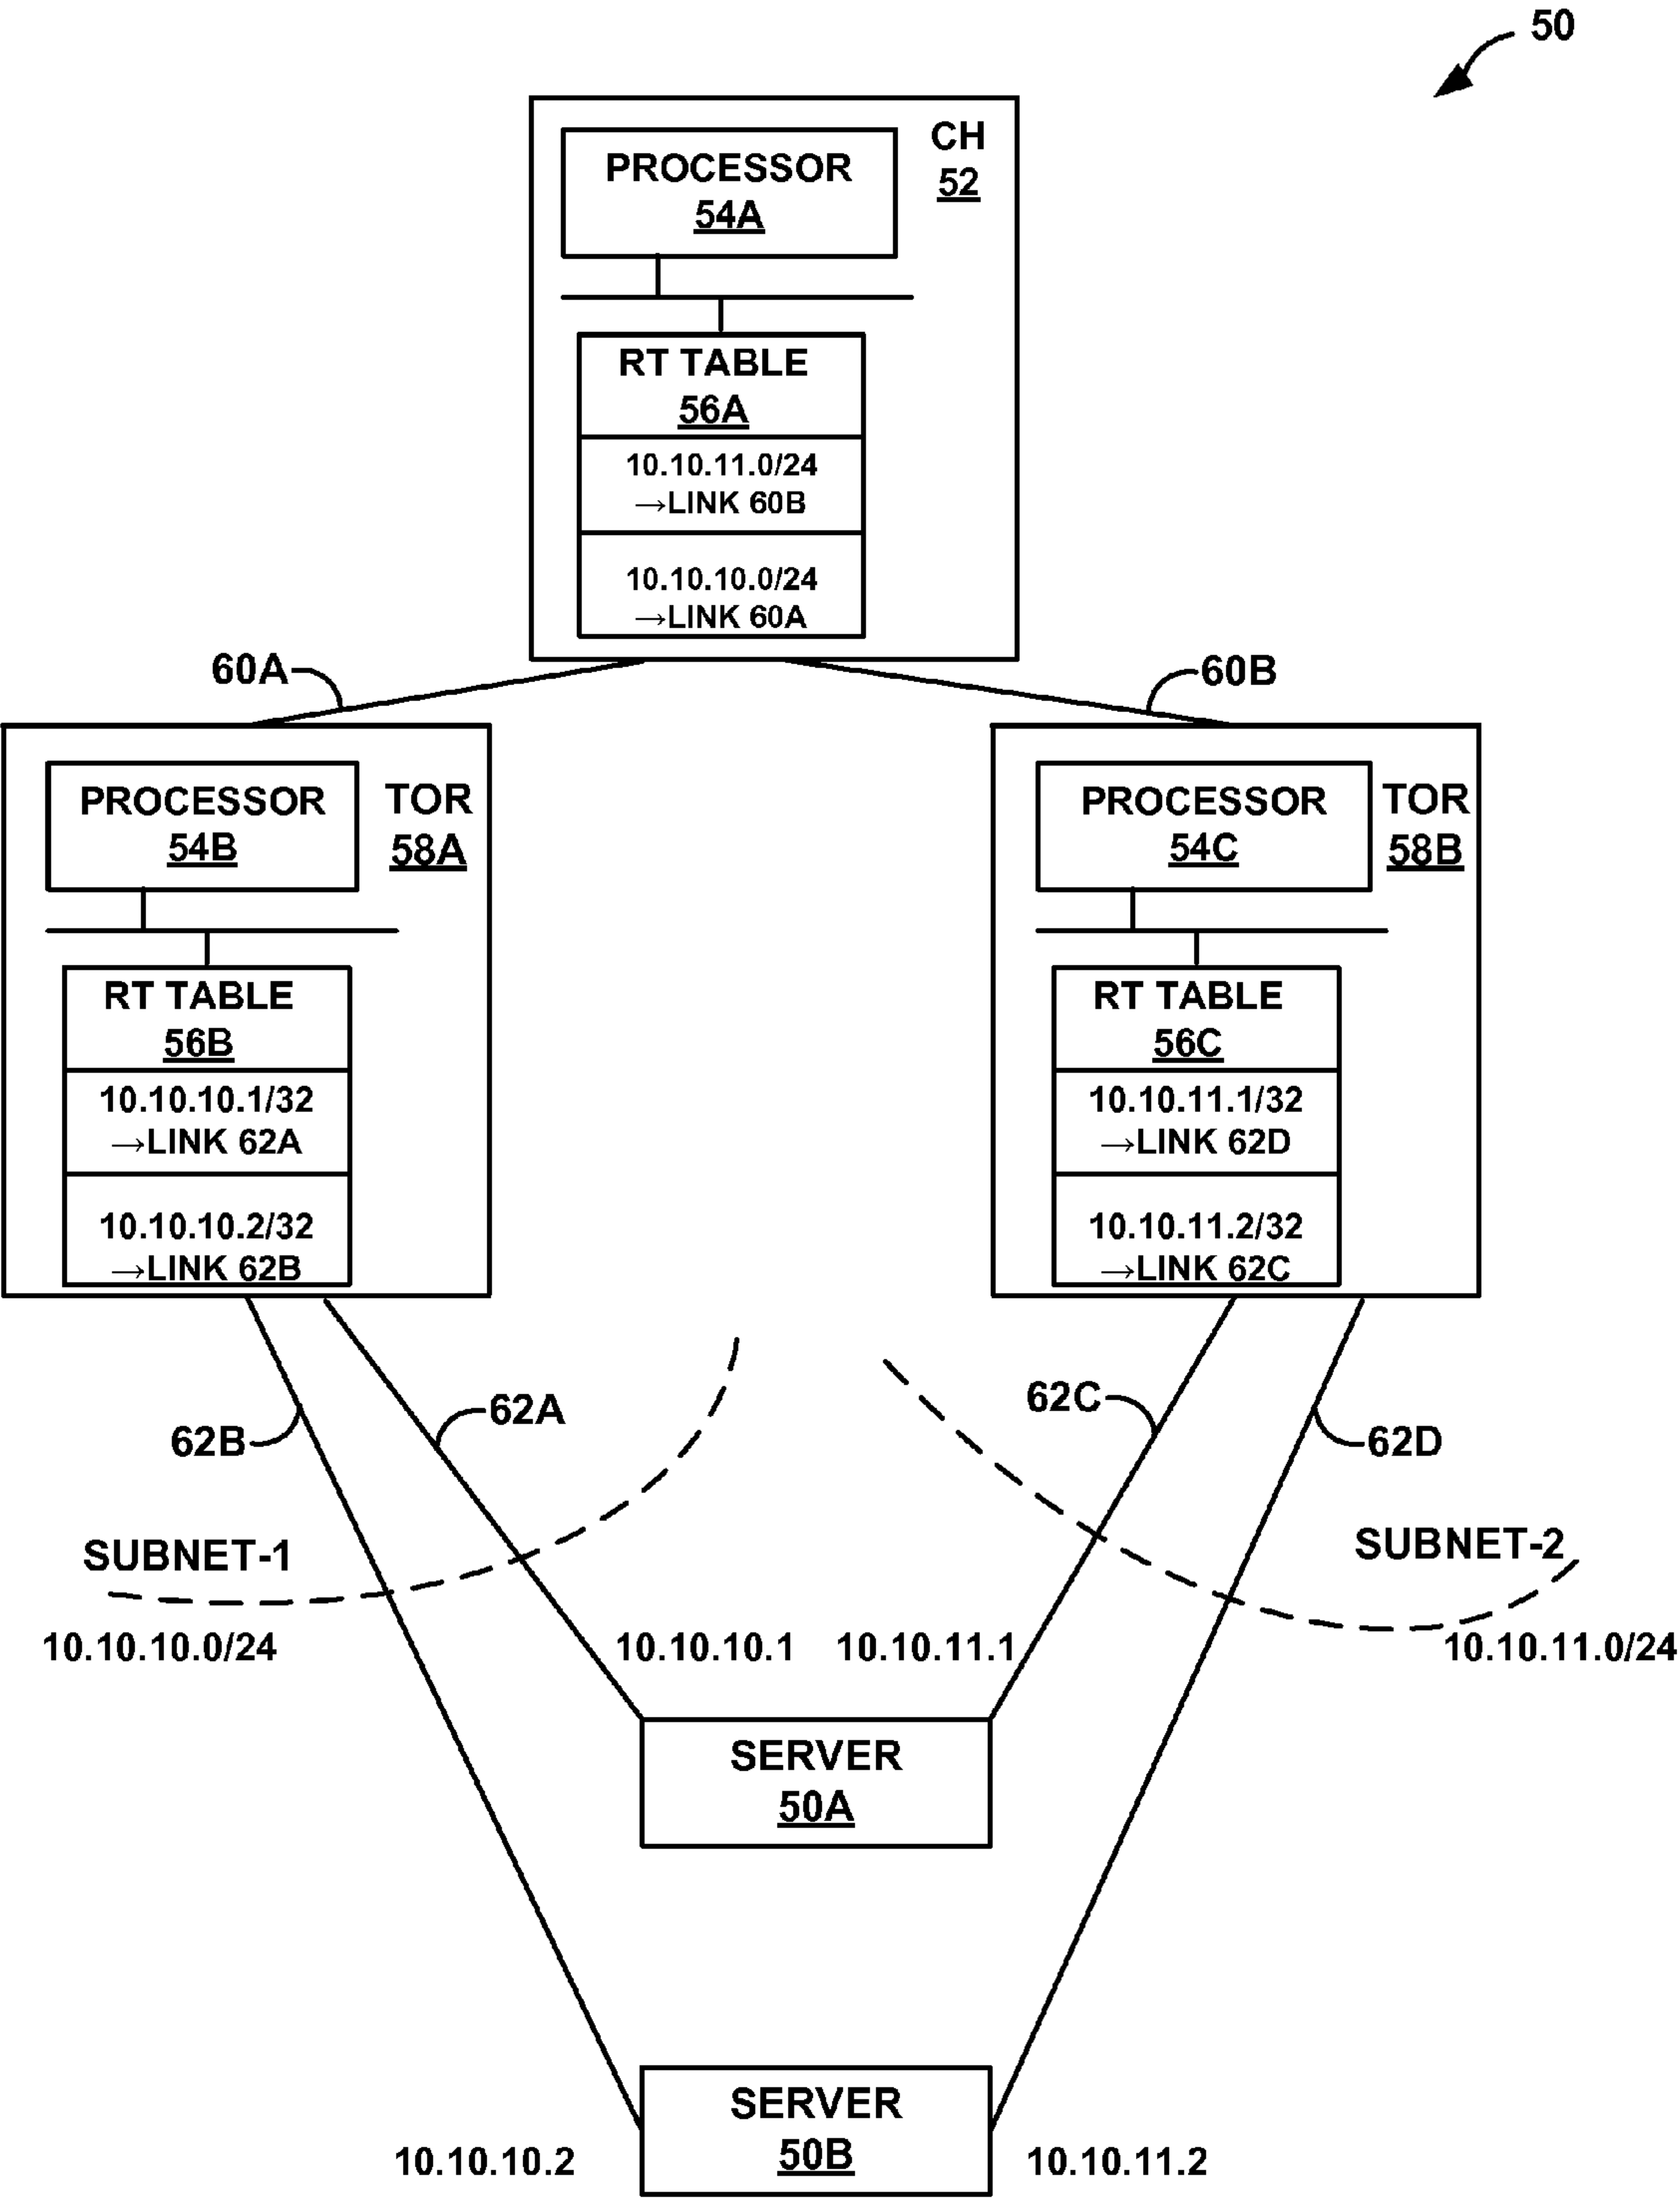 50
CH
52
PROCESSOR
54A
RT TABLE
56A
10.10.11.0/24
→LINK 60B
10.10.10.0/24
→LINK 60A
60A
60B
PROCESSOR
54B
TOR
58A
RT TABLE
56B
10.10.10.1/32
→LINK 62A
10.10.10.2/32
→LINK 62B
PROCESSOR
54C
TOR
58B
RT TABLE
56C
10.10.11.1/32
→LINK 62D
10.10.11.2/32
→LINK 62C
62B
62A
62C
62D
SUBNET-1
10.10.10.0/24
SUBNET-2
10.10.11.0/24
10.10.10.1
10.10.11.1
SERVER
50A
SERVER
50B
10.10.10.2
10.10.11.2